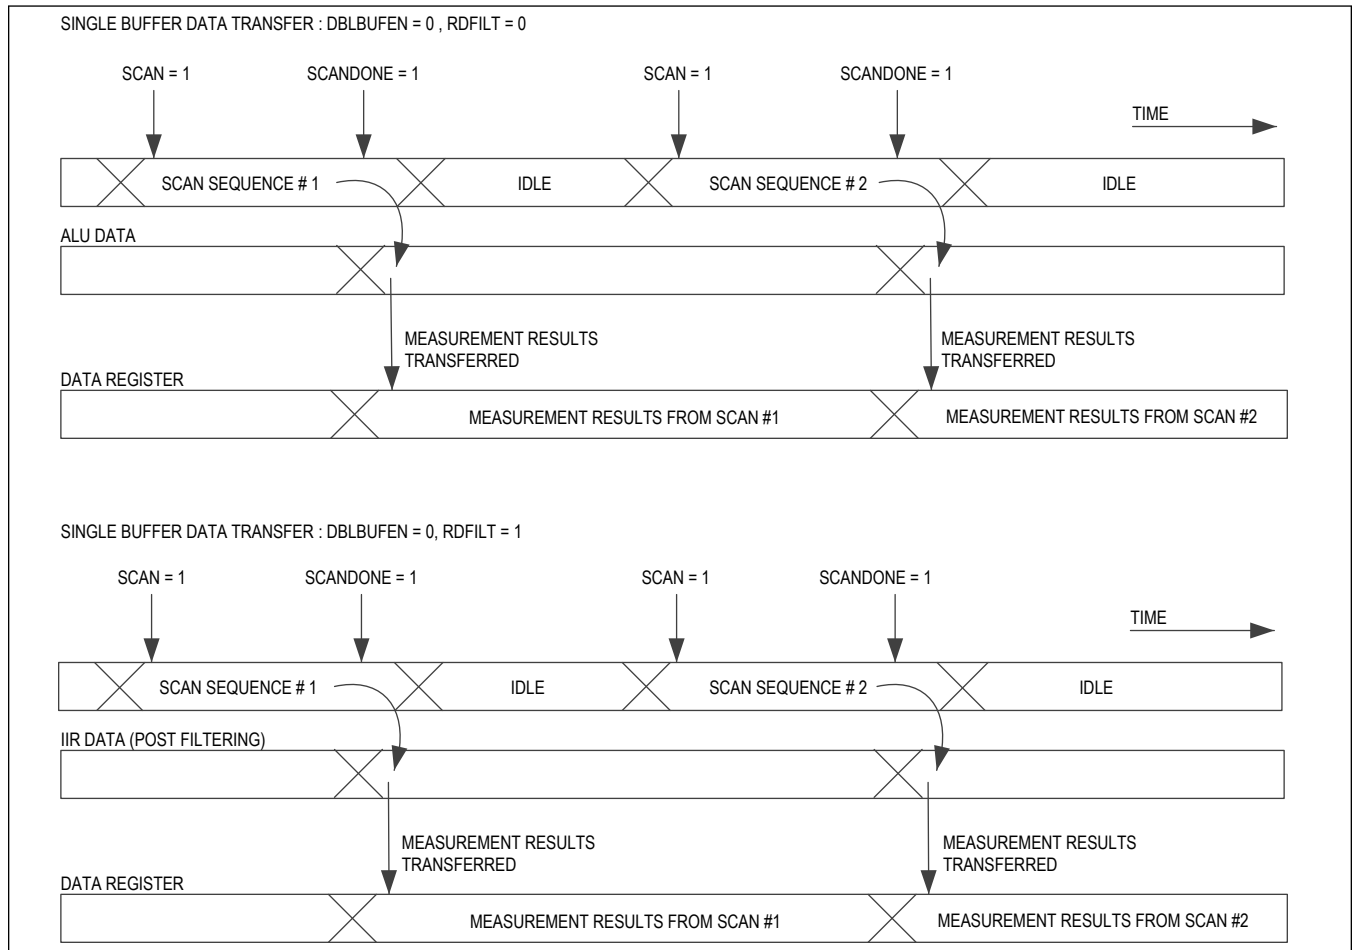 SINGLE BUFFER DATA TRANSFER : DBLBUFEN = 0 , RDFILT = 0
SCAN = 1
SCANDONE = 1
SCAN = 1
SCANDONE = 1
TIME
SCAN SEQUENCE # 1
IDLE
SCAN SEQUENCE # 2
IDLE
ALU DATA
MEASUREMENT RESULTS
TRANSFERRED
MEASUREMENT RESULTS
TRANSFERRED
DATA REGISTER
MEASUREMENT RESULTS FROM SCAN #1
MEASUREMENT RESULTS FROM SCAN #2
SINGLE BUFFER DATA TRANSFER : DBLBUFEN = 0, RDFILT = 1
SCAN = 1
SCANDONE = 1
SCAN = 1
SCANDONE = 1
TIME
SCAN SEQUENCE # 1
IDLE
SCAN SEQUENCE # 2
IDLE
IIR DATA (POST FILTERING)
MEASUREMENT RESULTS
TRANSFERRED
MEASUREMENT RESULTS
TRANSFERRED
DATA REGISTER
MEASUREMENT RESULTS FROM SCAN #1
MEASUREMENT RESULTS FROM SCAN #2